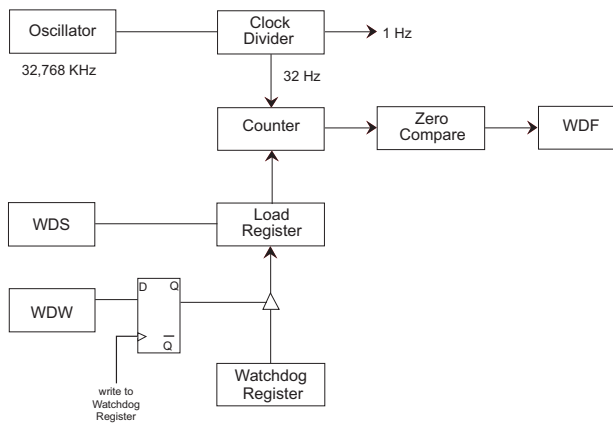 Oscillator
Clock
Divider
1 Hz
32,768 KHz
32 Hz
Counter
Zero
Compare
WDF
WDS
Load
Register
D
Q
WDW
Q
write to
Watchdog
Register
Watchdog
Register